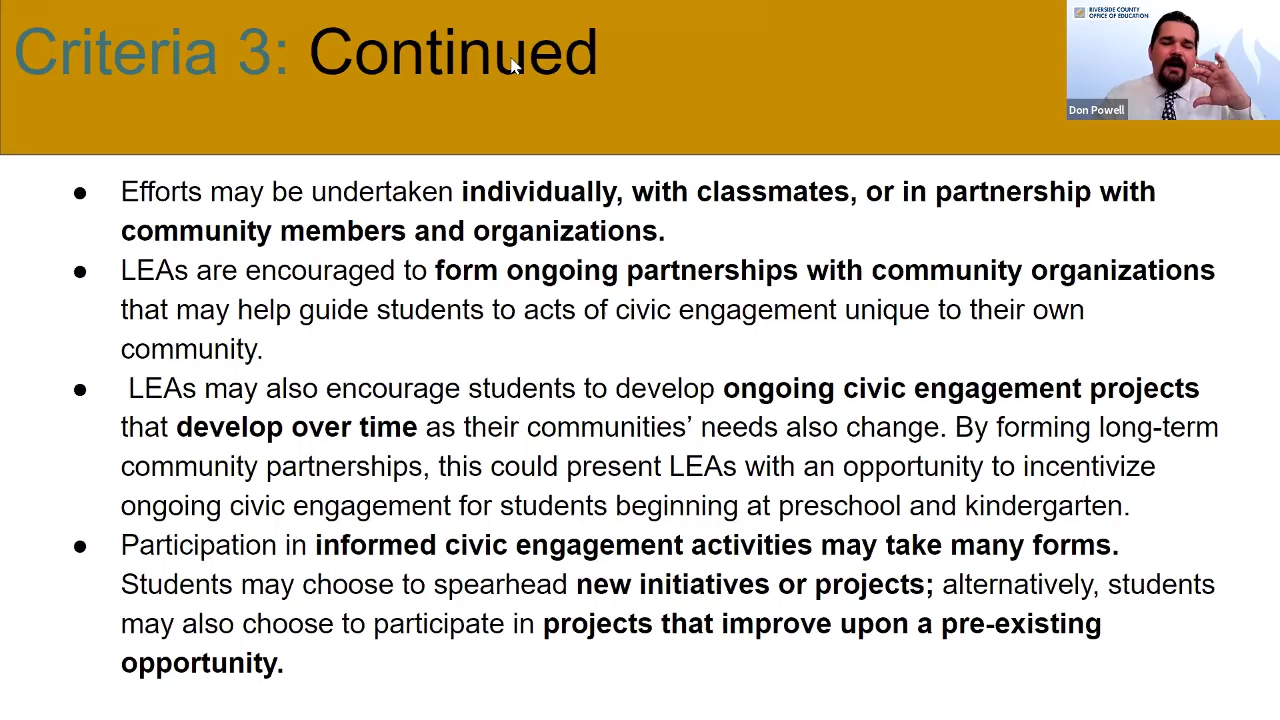 Criteria 3: Continued
RIVERSIDE COUNTY
OFFICE OF EDUCATION
Don Powell
● Efforts may be undertaken individually, with classmates, or in partnership with
community members and organizations.
● LEAs are encouraged to form ongoing partnerships with community organizations
that may help guide students to acts of civic engagement unique to their own
community.
● LEAs may also encourage students to develop ongoing civic engagement projects
that develop over time as their communities’ needs also change. By forming long-term
community partnerships, this could present LEAs with an opportunity to incentivize
ongoing civic engagement for students beginning at preschool and kindergarten.
● Participation in informed civic engagement activities may take many forms.
Students may choose to spearhead new initiatives or projects; alternatively, students
may also choose to participate in projects that improve upon a pre-existing
opportunity.